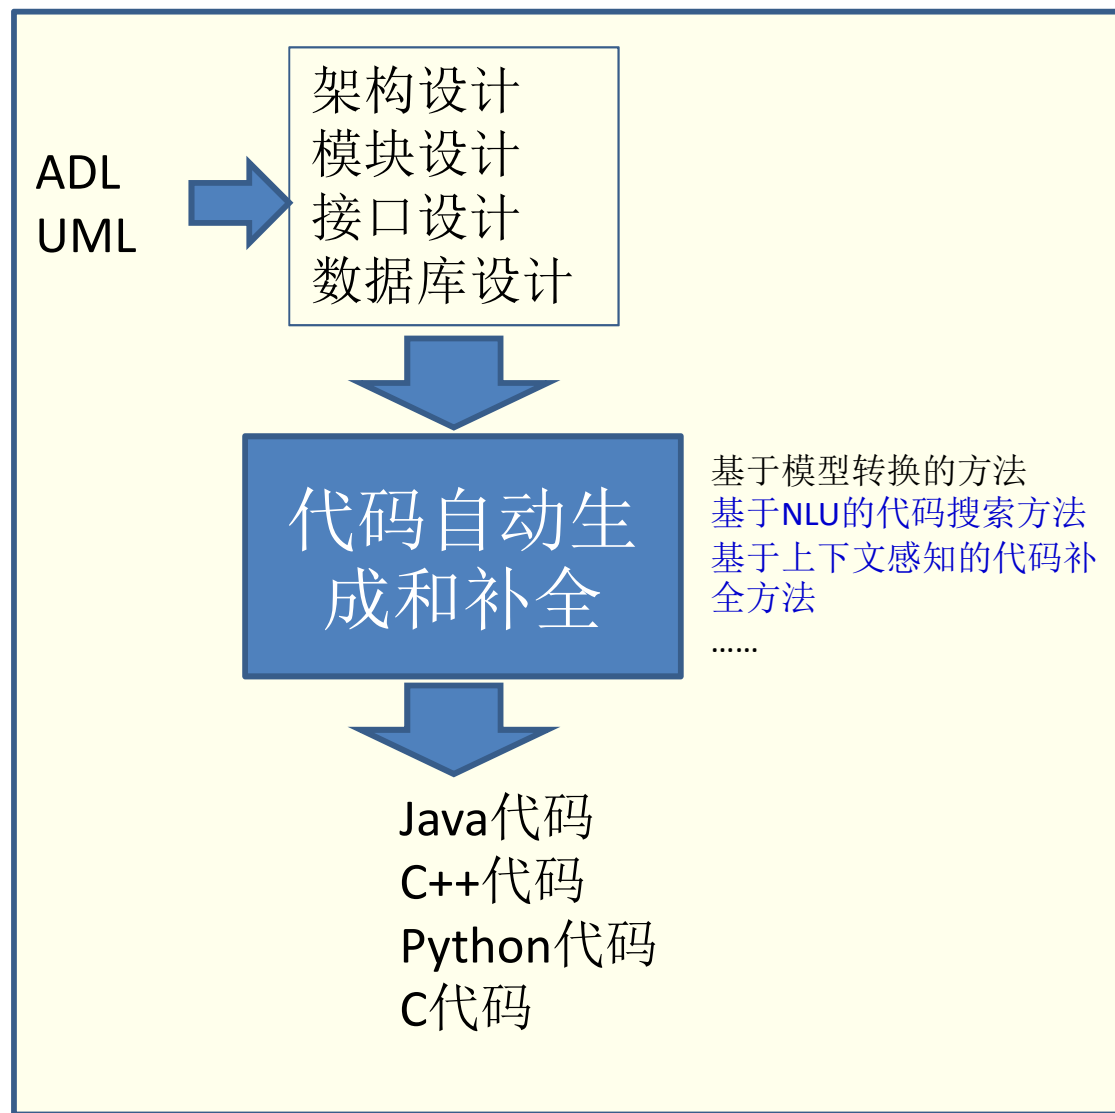 架构设计
模块设计
接口设计
数据库设计
ADL
UML
代码自动生
成和补全
基于模型转换的方法
基于NLU的代码搜索方法
基于上下文感知的代码补
全方法
……
Java代码
C++代码
Python代码
C代码